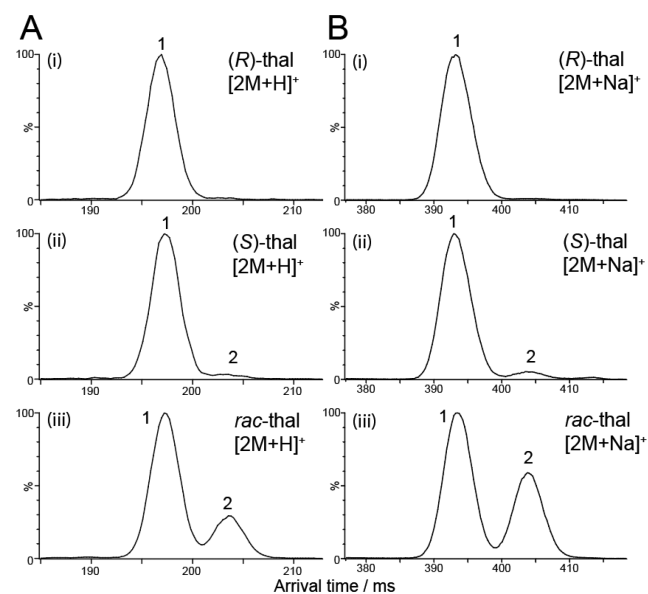 A
B
(i)
1
(R)-thal
[2M+H]⁺
100
%
0
190
200
210
(i)
1
(R)-thal
[2M+Na]⁺
100
%
0
380
390
400
410
(ii)
1
2
(S)-thal
[2M+H]⁺
100
%
0
190
200
210
(ii)
1
2
(S)-thal
[2M+Na]⁺
100
%
0
380
390
400
410
(iii)
1
2
rac-thal
[2M+H]⁺
100
%
0
190
200
210
(iii)
1
2
rac-thal
[2M+Na]⁺
100
%
0
380
390
400
410
Arrival time / ms